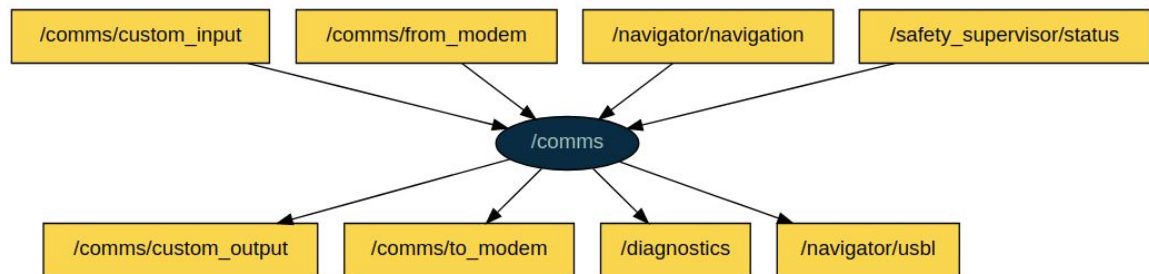 /comms/custom_input
/comms/from_modem
/navigator/navigation
/safety_supervisor/status
/comms
/comms/custom_output
/comms/to_modem
/diagnostics
/navigator/usbl